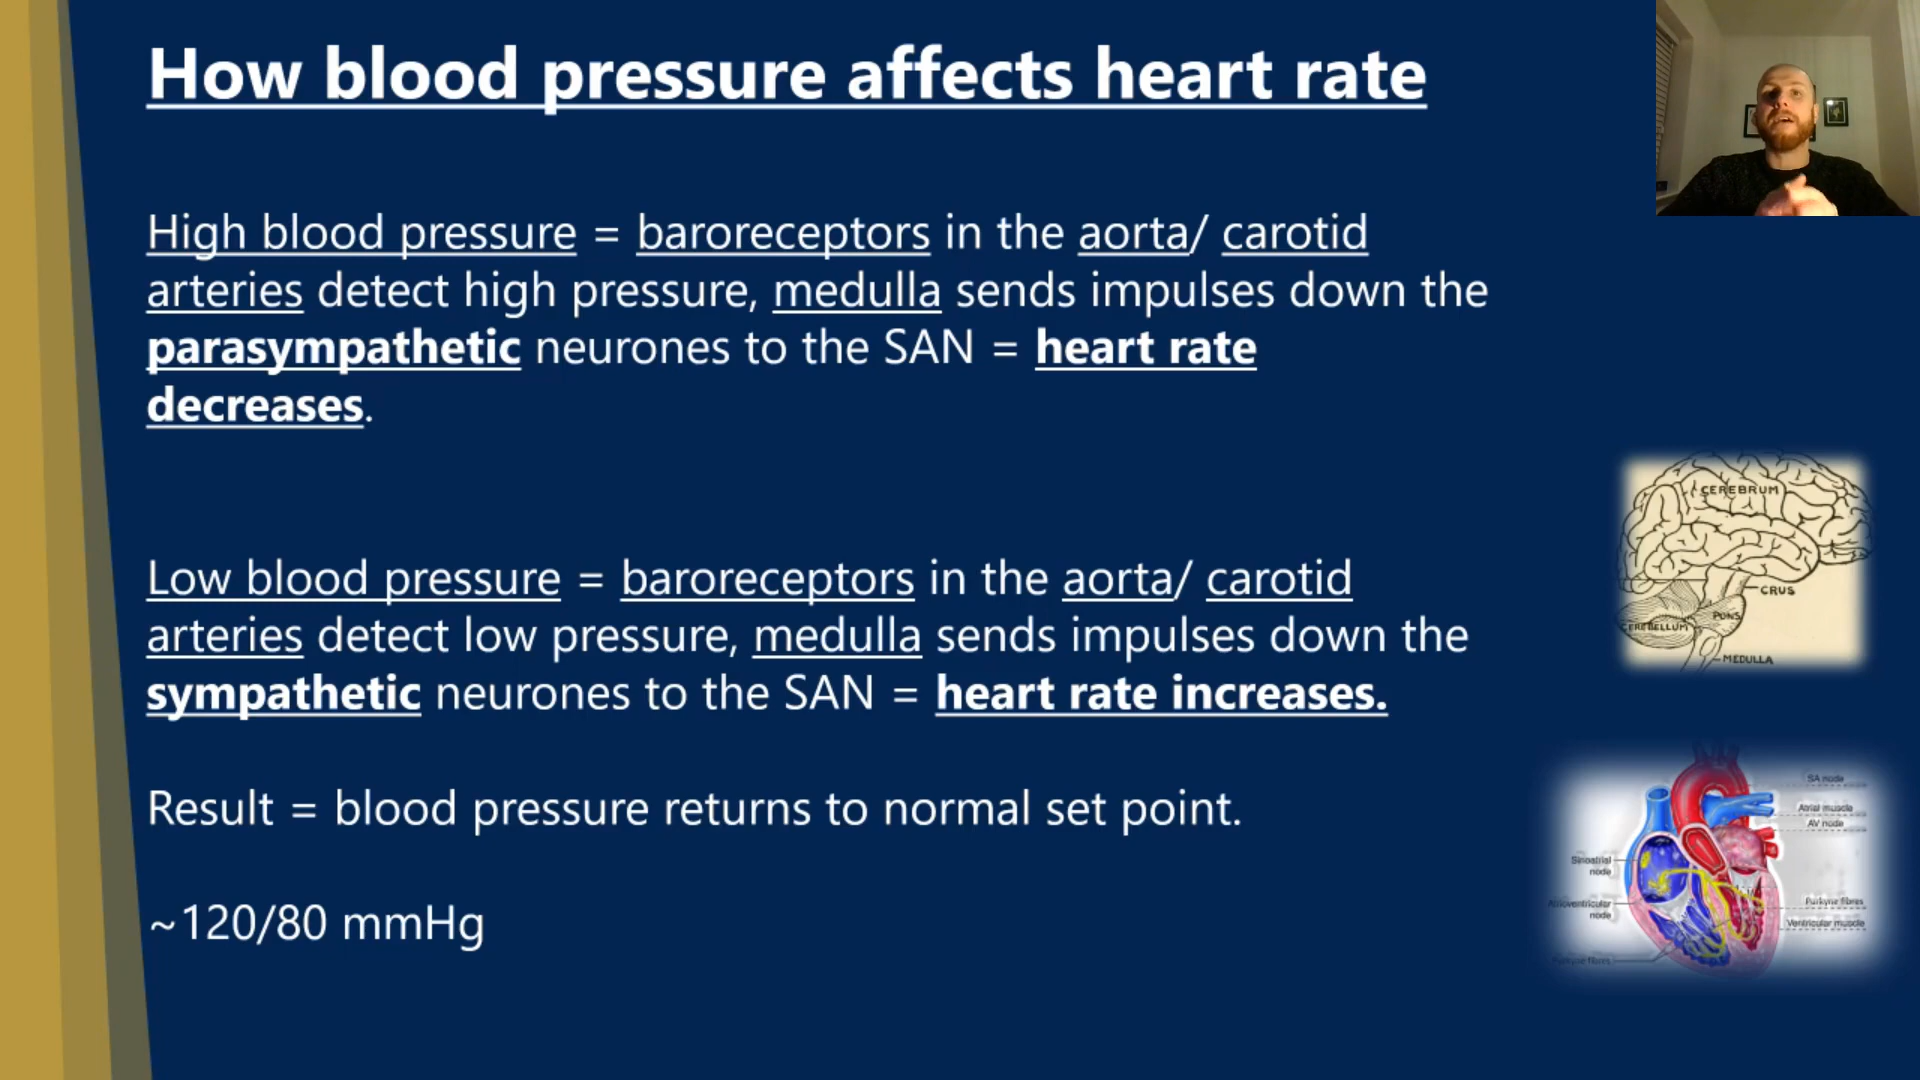 How blood pressure affects heart rate
High blood pressure = baroreceptors in the aorta/ carotid
arteries detect high pressure, medulla sends impulses down the
parasympathetic neurones to the SAN = heart rate
decreases.
Low blood pressure = baroreceptors in the aorta/ carotid
arteries detect low pressure, medulla sends impulses down the
sympathetic neurones to the SAN = heart rate increases.
Result = blood pressure returns to normal set point.
~120/80 mmHg
CEREBRUM
CRUS
PONS
CEREBELLUM
MEDULLA
SA node
Atrial muscle
AV node
Sinoatrial
node
Atrioventricular
node
Purkyne fibres
Ventricular muscle
Purkyne fibres